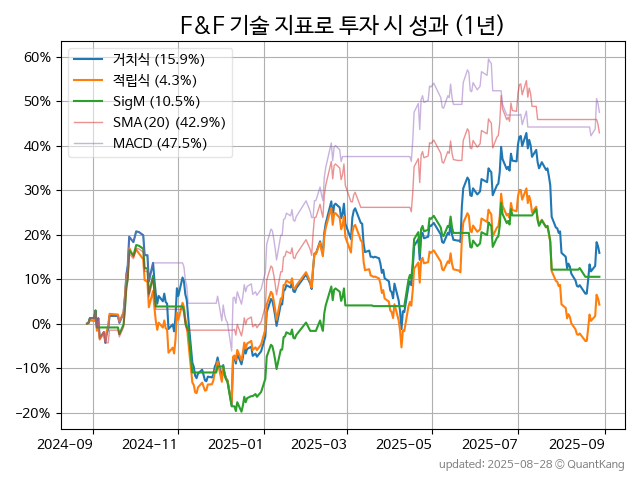 F&F 기술 지표로 투자 시 성과 (1년)
60%
50%
40%
30%
20%
10%
0%
−10%
−20%
거치식 (15.9%)
적립식 (4.3%)
SigM (10.5%)
SMA(20) (42.9%)
MACD (47.5%)
2024-09
2024-11
2025-01
2025-03
2025-05
2025-07
2025-09
updated: 2025-08-28 © QuantKang